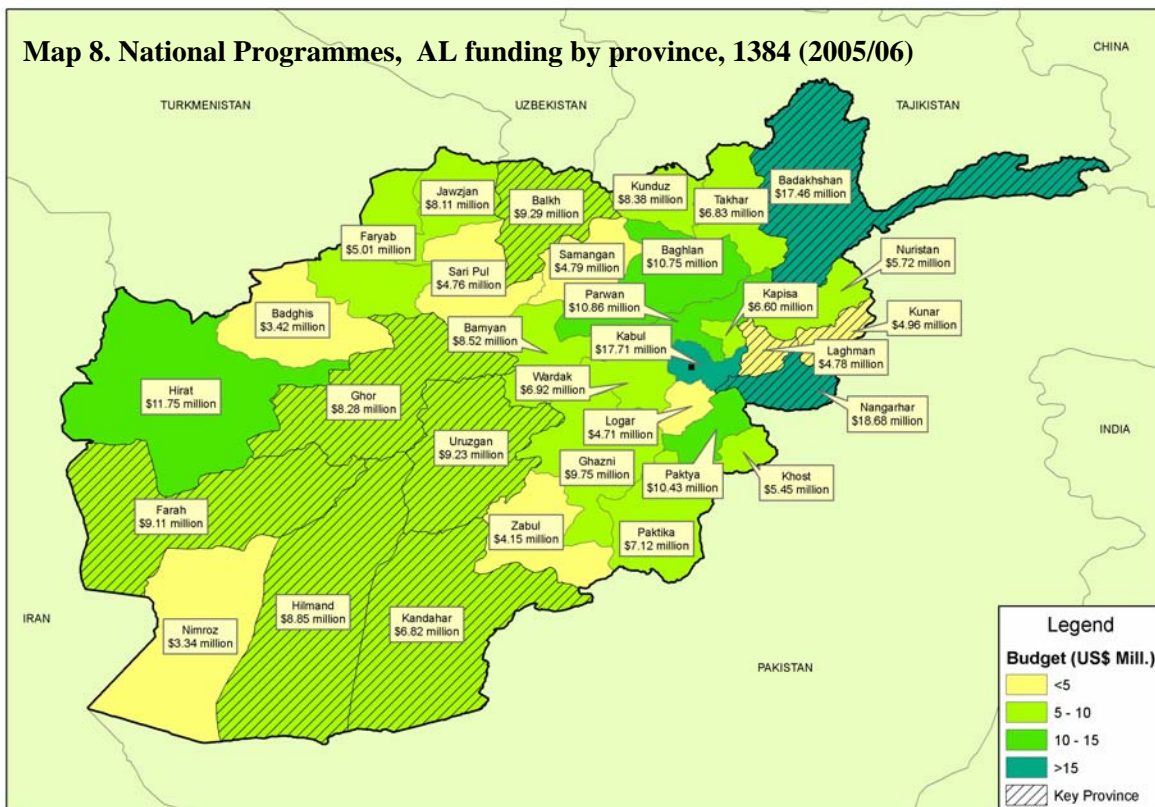 Map 8. National Programmes, AL funding by province, 1384 (2005/06)
CHINA
TURKMENISTAN
UZBEKISTAN
TAJIKISTAN
Jawzjan
$8.11 million
Balkh
$9.29 million
Kunduz
$8.38 million
Takhar
$6.83 million
Badakhshan
$17.46 million
Faryab
$5.01 million
Sari Pul
$4.76 million
Samangan
$4.79 million
Baghlan
$10.75 million
Nuristan
$5.72 million
Badghis
$3.42 million
Bamyan
$8.52 million
Parwan
$10.86 million
Kapisa
$6.60 million
Kunar
$4.96 million
Kabul
$17.71 million
Laghman
$4.78 million
Hirat
$11.75 million
Ghor
$8.28 million
Wardak
$6.92 million
Nangarhar
$18.68 million
Logar
$4.71 million
INDIA
Uruzgan
$9.23 million
Ghazni
$9.75 million
Paktya
$10.43 million
Khost
$5.45 million
Farah
$9.11 million
Zabul
$4.15 million
Paktika
$7.12 million
IRAN
Nimroz
$3.34 million
Hilmand
$8.85 million
Kandahar
$6.82 million
PAKISTAN
Legend
Budget (US$ Mill.)
<5
5 - 10
10 - 15
>15
Key Province